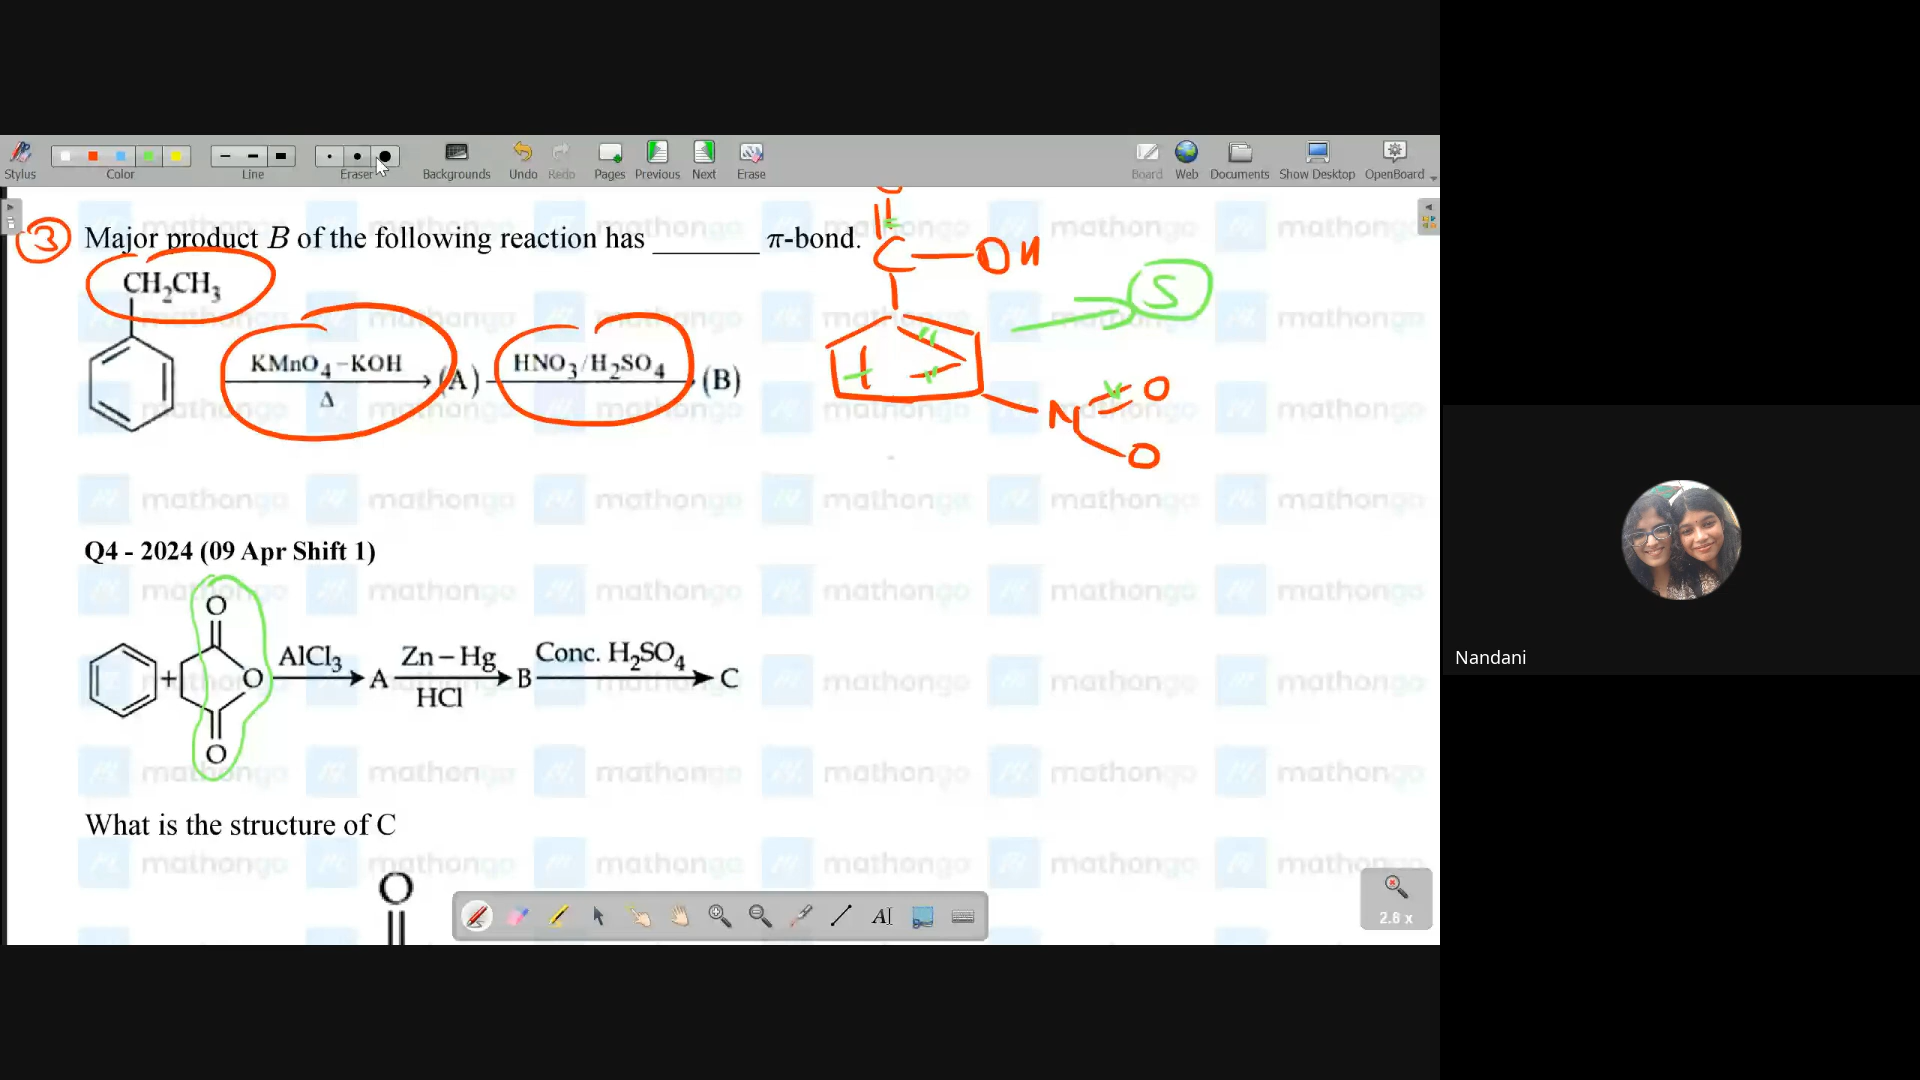 Stylus
Color
Line
Eraser
Backgrounds
Undo
Redo
Pages
Previous
Next
Erase
Board
Web
Documents
Show Desktop
OpenBoard
3 Major product B of the following reaction has ________ π-bond.
CH₂CH₃
KMnO₄–KOH
Δ
(A)
HNO₃/H₂SO₄
(B)
C OH
N O
O
5
Q4 - 2024 (09 Apr Shift 1)
O
+
O
O
AlCl₃
A
Zn–Hg
HCl
B
Conc. H₂SO₄
C
What is the structure of C
O
2.8 x
Nandani
mathongo